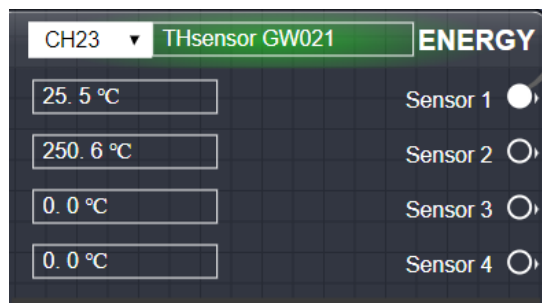 CH23 ▼ THsensor GW021 ENERGY
25. 5 ℃ Sensor 1
250. 6 ℃ Sensor 2
0. 0 ℃ Sensor 3
0. 0 ℃ Sensor 4